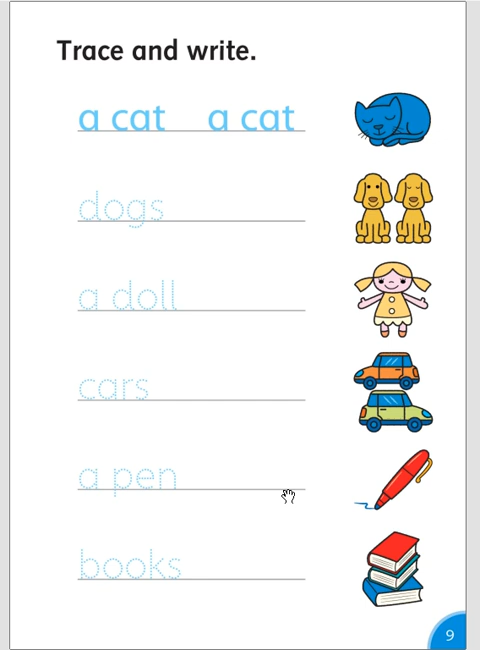 Trace and write.
a cat a cat
dogs
a doll
cars
a pen
books
9